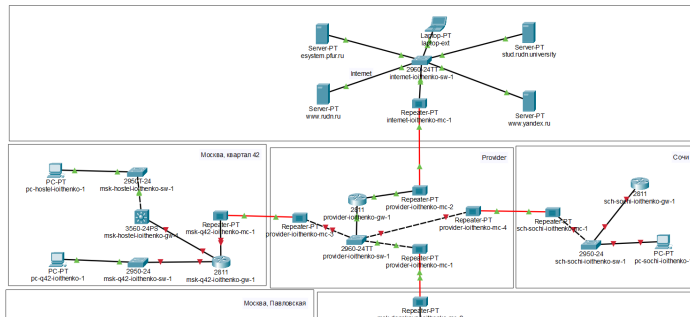 Laptop-PT
laptop-ext
Server-PT
esystem.pfur.ru
Server-PT
stud.rudn.university
2960-24TT
internet-ioithenko-sw-1
Internet
Server-PT
www.rudn.ru
Repeater-PT
internet-ioithenko-mc-1
Server-PT
www.yandex.ru
Москва, квартал 42
Provider
Сочи
PC-PT
pc-hostel-ioithenko-1
msk-hostel-ioithenko-sw-1
2811
provider-ioithenko-gw-1
Repeater-PT
provider-ioithenko-mc-2
2811
sch-sochi-ioithenko-gw-1
3560-24PS
msk-hostel-ioithenko-gw-1
Repeater-PT
msk-q42-ioithenko-mc-1
Repeater-PT
provider-ioithenko-mc-3
Repeater-PT
provider-ioithenko-mc-4
Repeater-PT
sch-sochi-ioithenko-mc-1
2960-24TT
provider-ioithenko-sw-1
Repeater-PT
provider-ioithenko-mc-1
PC-PT
pc-q42-ioithenko-1
2950-24
msk-q42-ioithenko-sw-1
2811
msk-q42-ioithenko-gw-1
2950-24
sch-sochi-ioithenko-sw-1
PC-PT
pc-sochi-ioithenko-
Москва, Павловская
Repeater-PT